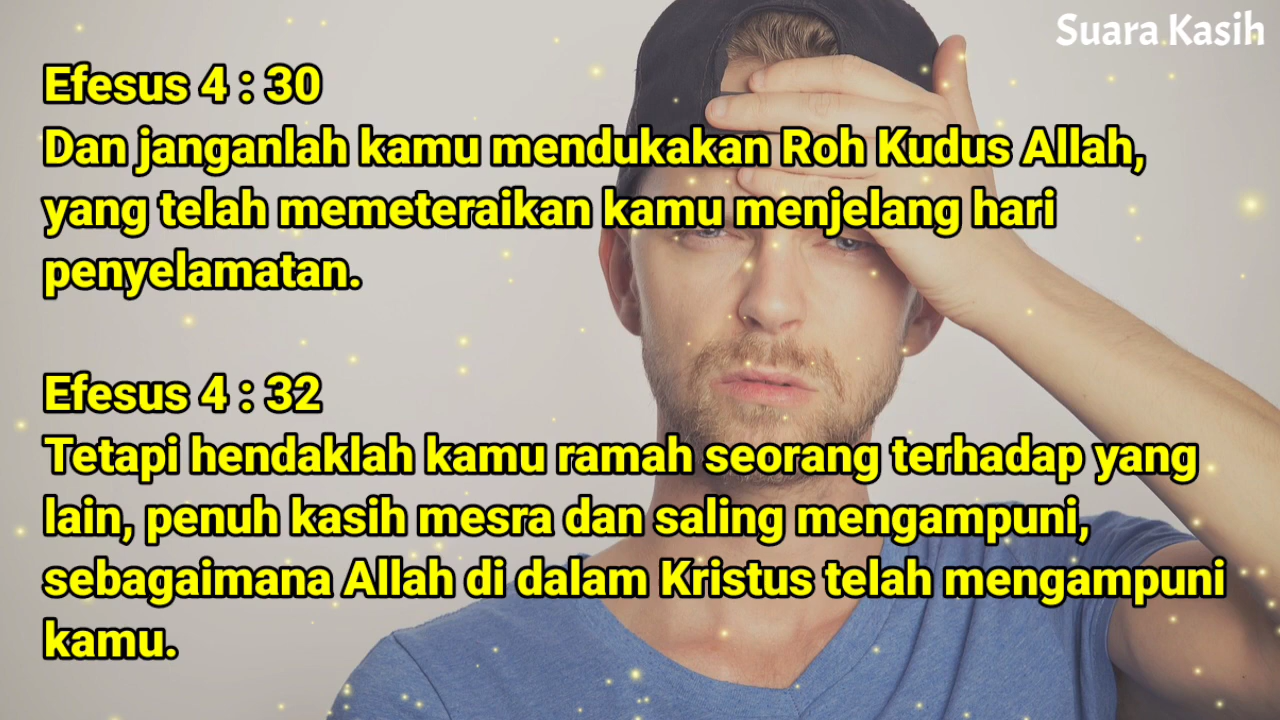 Suara Kasih
Efesus 4 : 30
Dan janganlah kamu mendukakan Roh Kudus Allah,
yang telah memeteraikan kamu menjelang hari
penyelamatan.
Efesus 4 : 32
Tetapi hendaklah kamu ramah seorang terhadap yang
lain, penuh kasih mesra dan saling mengampuni,
sebagaimana Allah di dalam Kristus telah mengampuni
kamu.